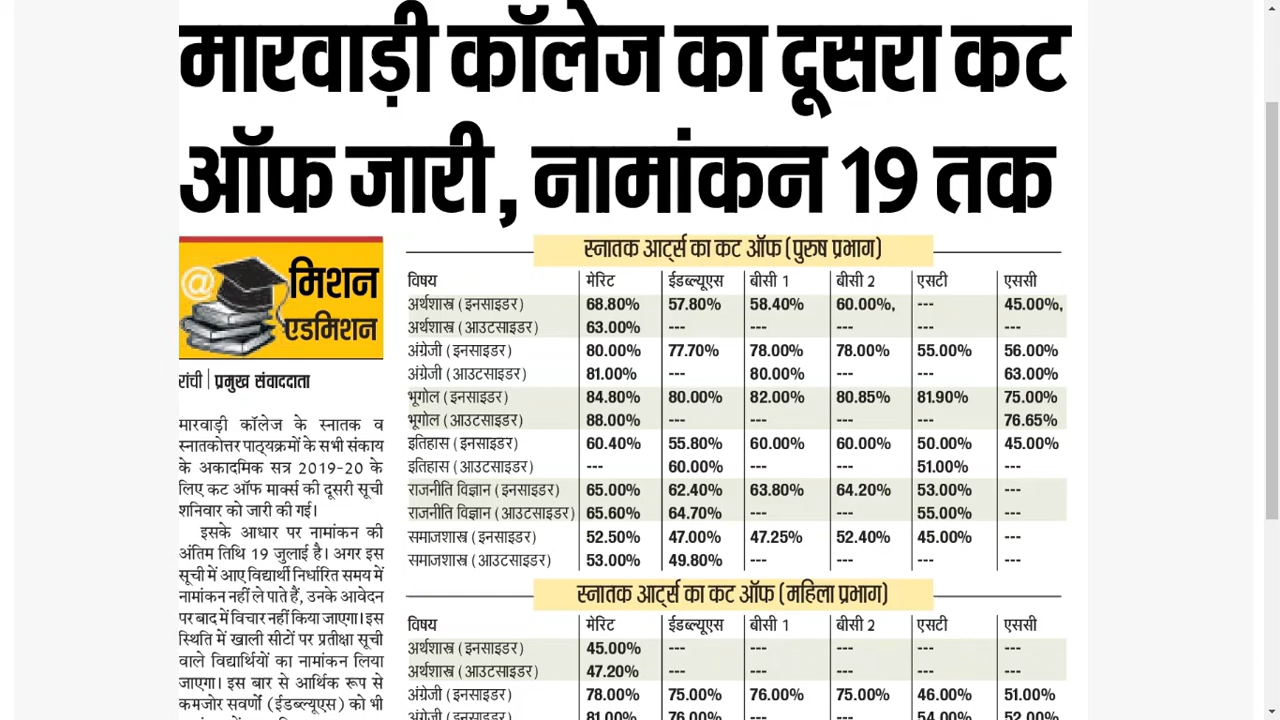 मारवाड़ी कॉलेज का दूसरा कट
ऑफ जारी, नामांकन 19 तक
@ मिशन
एडमिशन
रांची | प्रमुख संवाददाता
मारवाड़ी कॉलेज के स्नातक व
स्नातकोत्तर पाठ्यक्रमों के सभी संकाय
के अकादमिक सत्र 2019-20 के
लिए कट ऑफ मार्क्स की दूसरी सूची
शनिवार को जारी की गई।
इसके आधार पर नामांकन की
अंतिम तिथि 19 जुलाई है। अगर इस
सूची में आए विद्यार्थी निर्धारित समय में
नामांकन नहीं ले पाते हैं, उनके आवेदन
पर बाद में विचार नहीं किया जाएगा। इस
स्थिति में खाली सीटों पर प्रतीक्षा सूची
वाले विद्यार्थियों का नामांकन लिया
जाएगा। इस बार से आर्थिक रूप से
कमजोर सवर्णों (ईडब्ल्यूएस) को भी
स्नातक आर्ट्स का कट ऑफ (पुरुष प्रभाग)
विषय मेरिट ईडब्ल्यूएस बीसी 1 बीसी 2 एसटी एससी
अर्थशास्त्र (इनसाइडर) 68.80% 57.80% 58.40% 60.00%, --- 45.00%,
अर्थशास्त्र (आउटसाइडर) 63.00% --- --- --- --- ---
अंग्रेजी (इनसाइडर) 80.00% 77.70% 78.00% 78.00% 55.00% 56.00%
अंग्रेजी (आउटसाइडर) 81.00% --- 80.00% --- --- 63.00%
भूगोल (इनसाइडर) 84.80% 80.00% 82.00% 80.85% 81.90% 75.00%
भूगोल (आउटसाइडर) 88.00% --- --- --- --- 76.65%
इतिहास (इनसाइडर) 60.40% 55.80% 60.00% 60.00% 50.00% 45.00%
इतिहास (आउटसाइडर) --- 60.00% --- --- 51.00% ---
राजनीति विज्ञान (इनसाइडर) 65.00% 62.40% 63.80% 64.20% 53.00% ---
राजनीति विज्ञान (आउटसाइडर) 65.60% 64.70% --- --- 55.00% ---
समाजशास्त्र (इनसाइडर) 52.50% 47.00% 47.25% 52.40% 45.00% ---
समाजशास्त्र (आउटसाइडर) 53.00% 49.80% --- --- --- ---
स्नातक आर्ट्स का कट ऑफ (महिला प्रभाग)
विषय मेरिट ईडब्ल्यूएस बीसी 1 बीसी 2 एसटी एससी
अर्थशास्त्र (इनसाइडर) 45.00% --- --- --- --- ---
अर्थशास्त्र (आउटसाइडर) 47.20% --- --- --- --- ---
अंग्रेजी (इनसाइडर) 78.00% 75.00% 76.00% 75.00% 46.00% 51.00%
अंग्रेजी (आउटसाइडर) 81.00% 76.00% --- --- 54.00% 52.00%